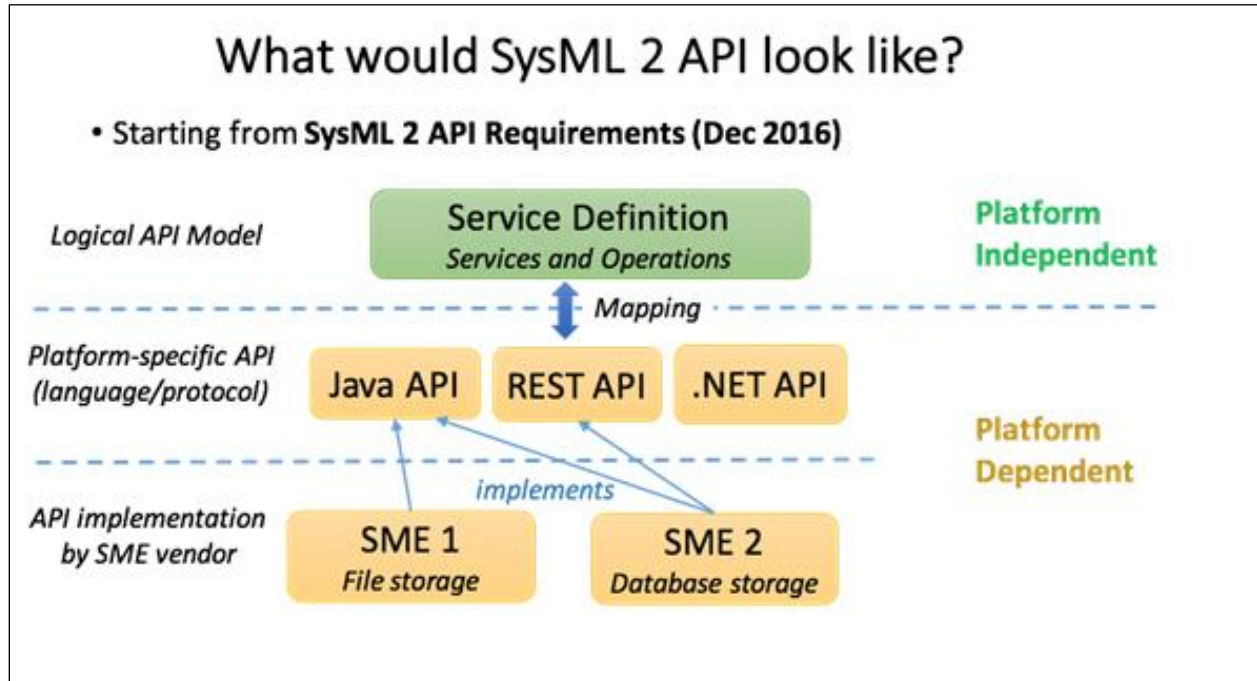 What would SysML 2 API look like?
• Starting from SysML 2 API Requirements (Dec 2016)
Logical API Model
Service Definition
Services and Operations
Platform
Independent
Mapping
Platform-specific API
(language/protocol)
Java API
REST API
.NET API
Platform
Dependent
implements
API implementation
by SME vendor
SME 1
File storage
SME 2
Database storage